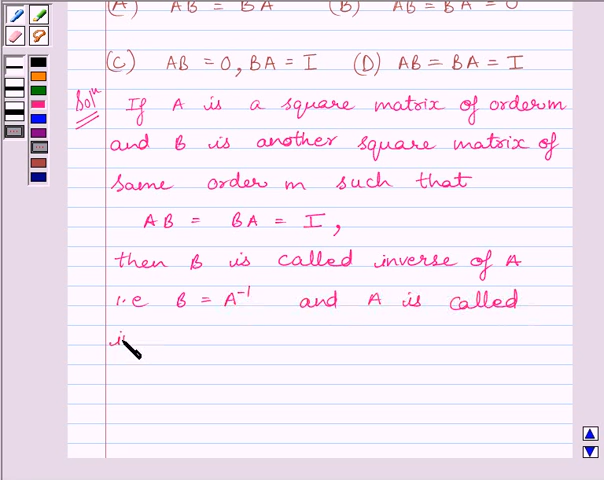 (A) AB = BA (B) AB = BA = 0
(C) AB = 0, BA = I (D) AB = BA = I
Solⁿ If A is a square matrix of order m
and B is another square matrix of
same order m such that
AB = BA = I,
then B is called inverse of A
i.e B = A⁻¹ and A is called
i